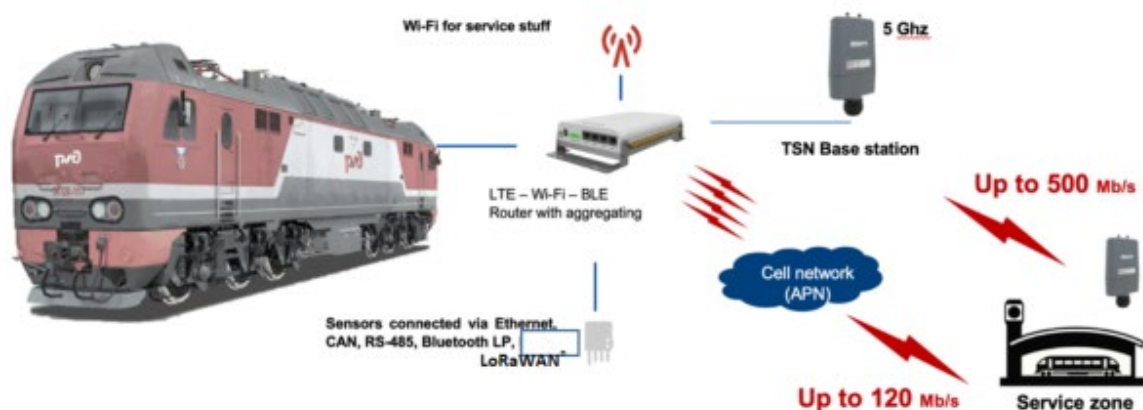 Wi-Fi for service stuff
5 Ghz
TSN Base station
LTE – Wi-Fi – BLE
Router with aggregating
Up to 500 Mb/s
Cell network
(APN)
Sensors connected via Ethernet,
CAN, RS-485, Bluetooth LP,
LoRaWAN
Up to 120 Mb/s
Service zone
ржд
ржд